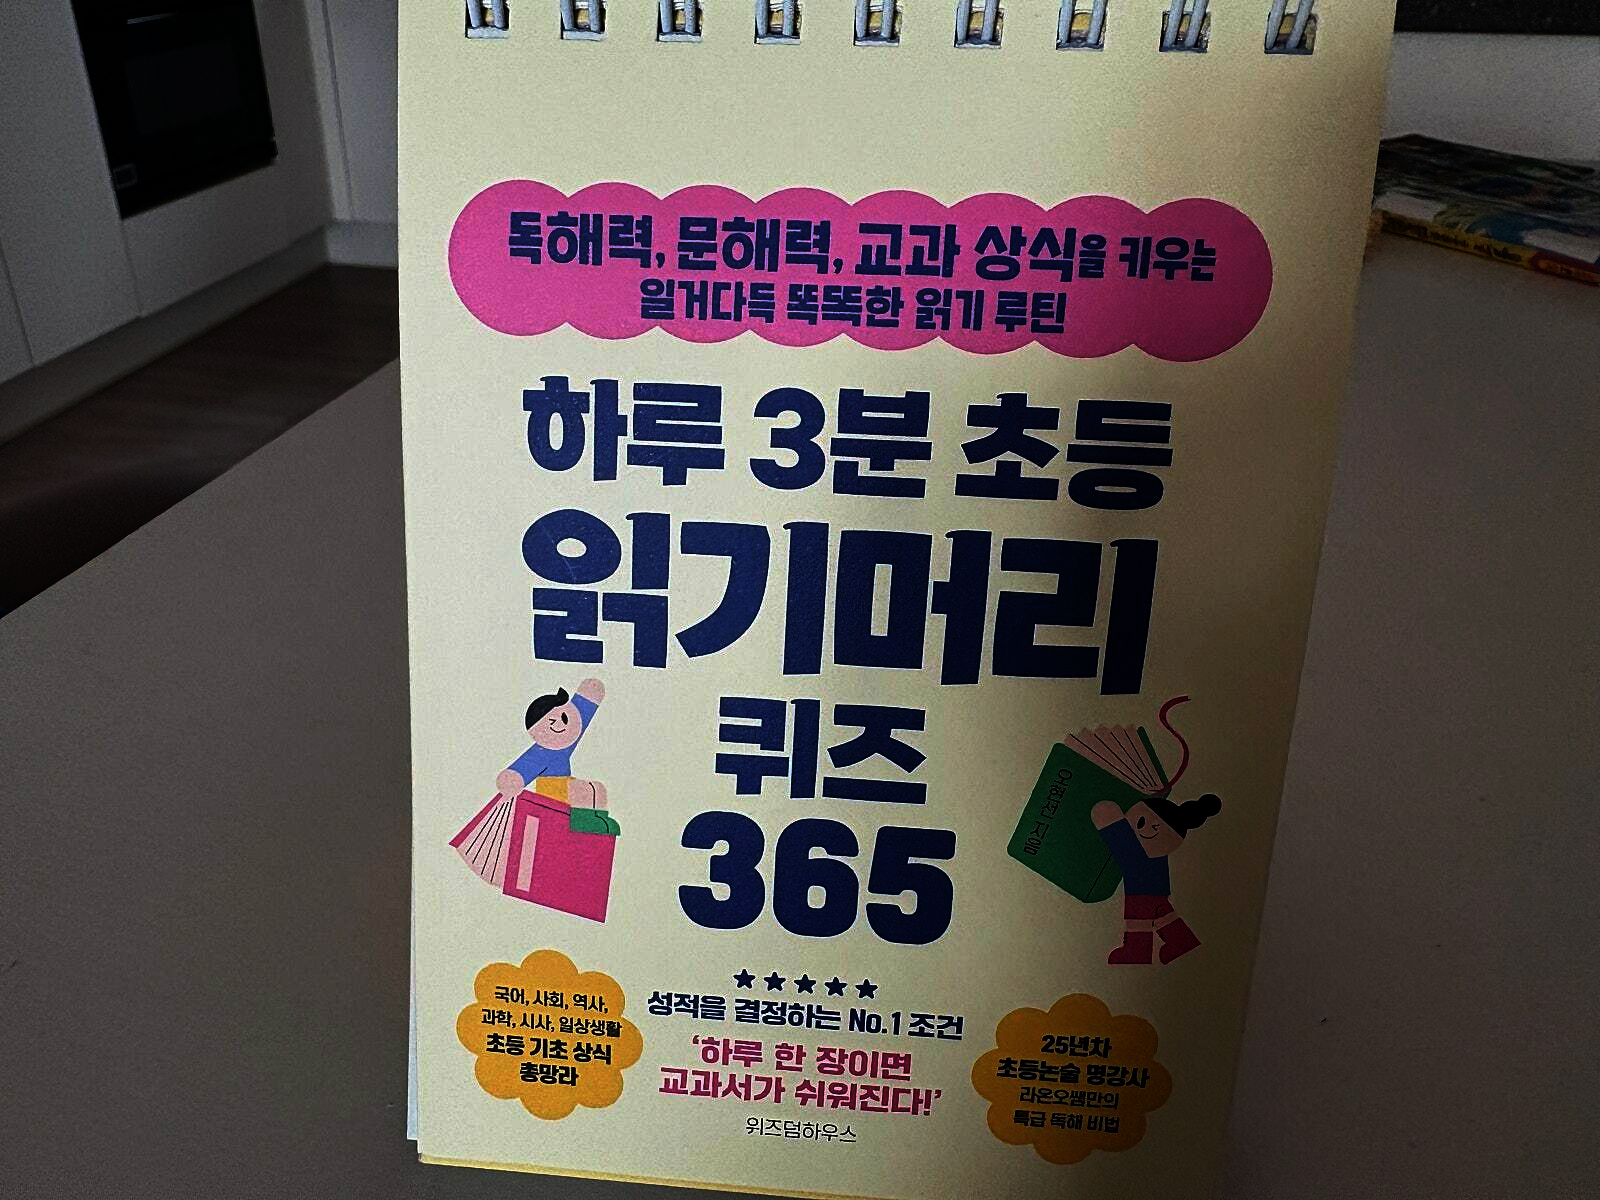 독해력, 문해력, 교과 상식을 키우는
일거다득 똑똑한 읽기 루틴
하루 3분 초등
읽기머리
퀴즈
365
국어, 사회, 역사,
과학, 시사, 일상생활
초등 기초 상식
총망라
★★★★★
성적을 결정하는 No.1 조건
‘하루 한 장이면
교과서가 쉬워진다!’
위즈덤하우스
25년차
초등논술 명강사
라온오쌤만의
특급 독해 비법